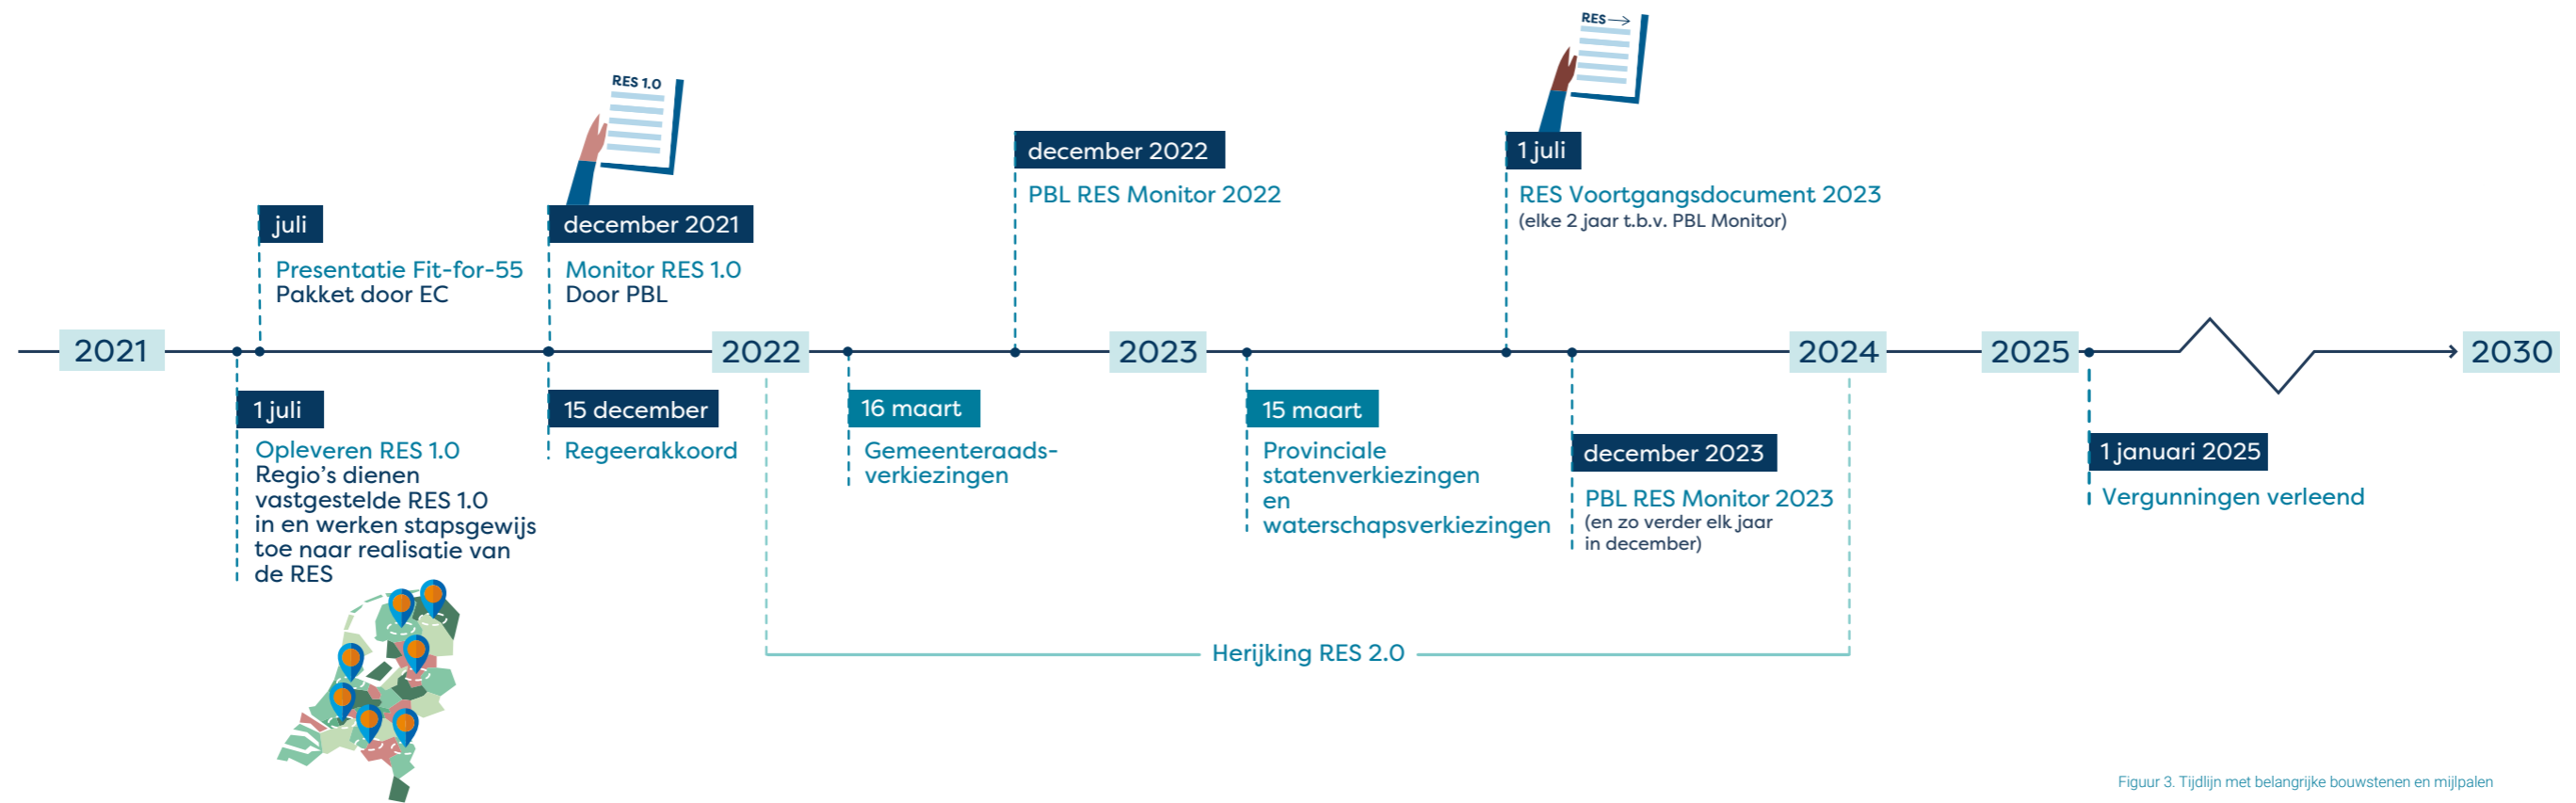 RES 1.0
RES→
juli
Presentatie Fit-for-55
Pakket door EC
december 2021
Monitor RES 1.0
Door PBL
december 2022
PBL RES Monitor 2022
1 juli
RES Voortgangsdocument 2023
(elke 2 jaar t.b.v. PBL Monitor)
2021
2022
2023
2024
2025
2030
1 juli
Opleveren RES 1.0
Regio's dienen
vastgestelde RES 1.0
in en werken stapsgewijs
toe naar realisatie van
de RES
15 december
Regeerakkoord
16 maart
Gemeenteraads-
verkiezingen
15 maart
Provinciale
statenverkiezingen
en
waterschapsverkiezingen
december 2023
PBL RES Monitor 2023
(en zo verder elk jaar
in december)
1 januari 2025
Vergunningen verleend
Herijking RES 2.0
Figuur 3. Tijdlijn met belangrijke bouwstenen en mijlpalen